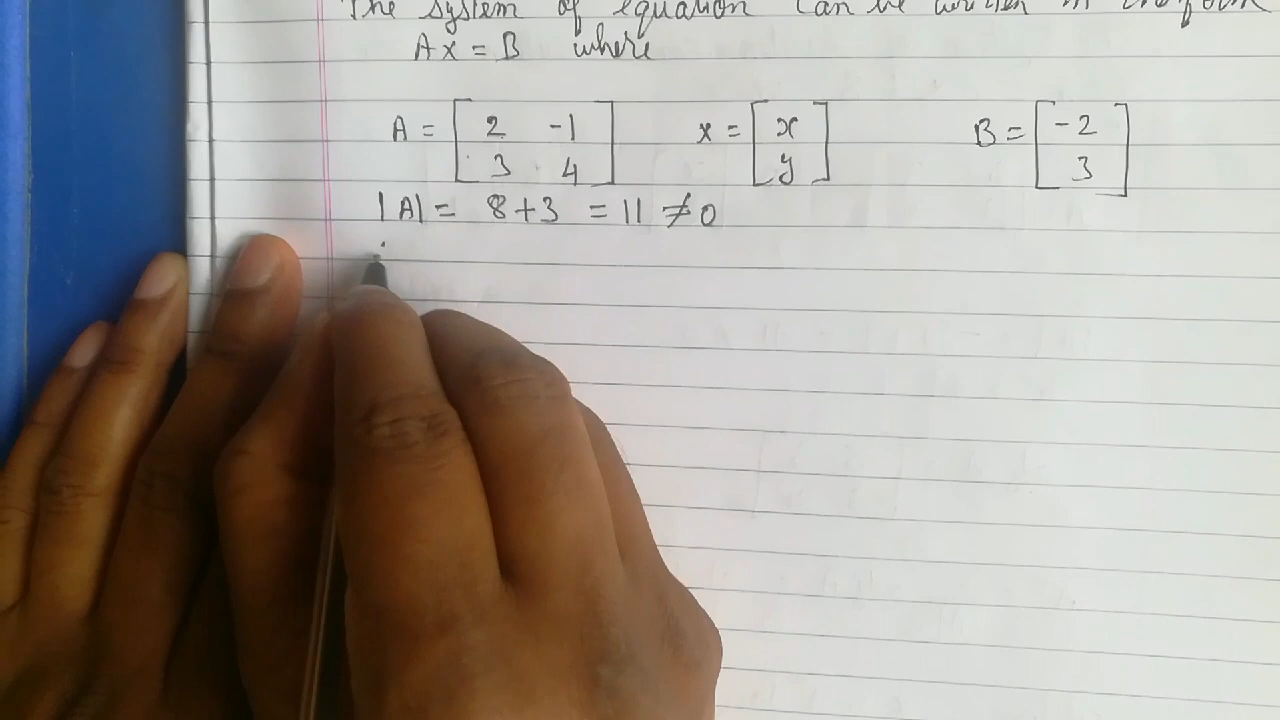 The system of equation can be written in the form
AX = B where
A = [2 -1 3 4] X = [x y] B = [-2 3]
|A| = 8+3 = 11 ≠ 0